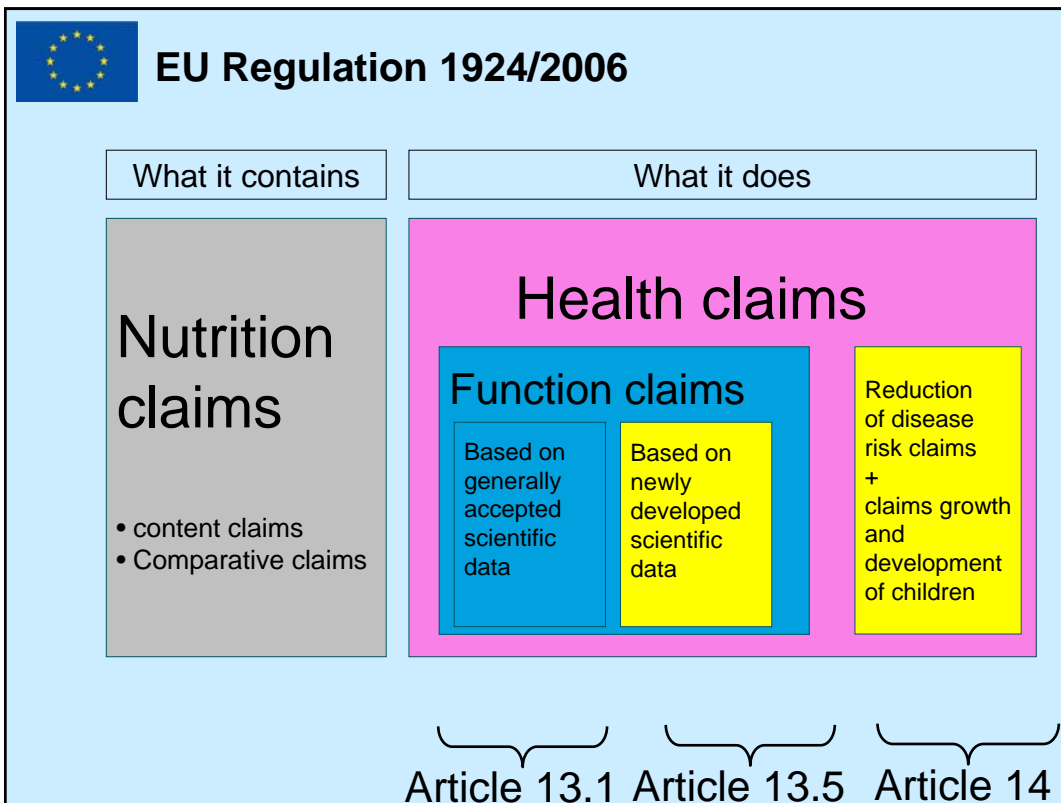 EU Regulation 1924/2006
What it contains
What it does
Nutrition
claims
• content claims
• Comparative claims
Health claims
Function claims
Based on
generally
accepted
scientific
data
Based on
newly
developed
scientific
data
Reduction
of disease
risk claims
+
claims growth
and
development
of children
Article 13.1
Article 13.5
Article 14